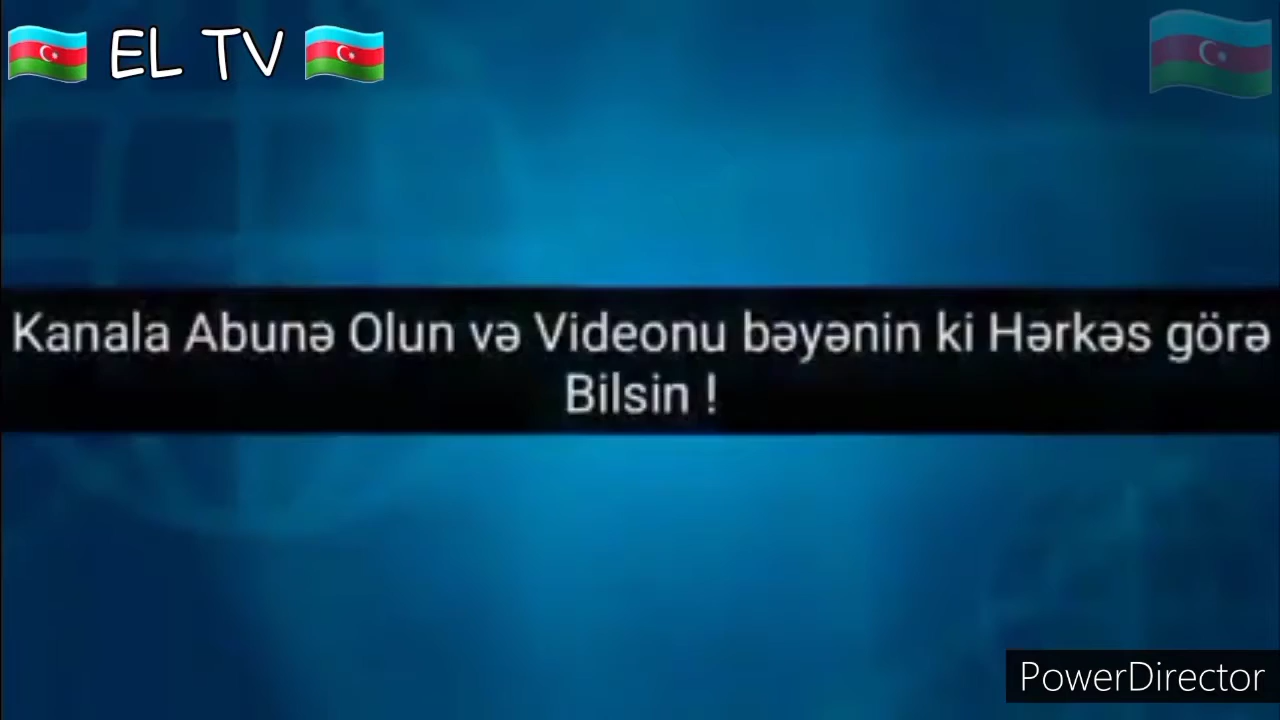 EL TV
Kanala Abunə Olun və Videonu bəyənin ki Hərkəs görə
Bilsin !
PowerDirector